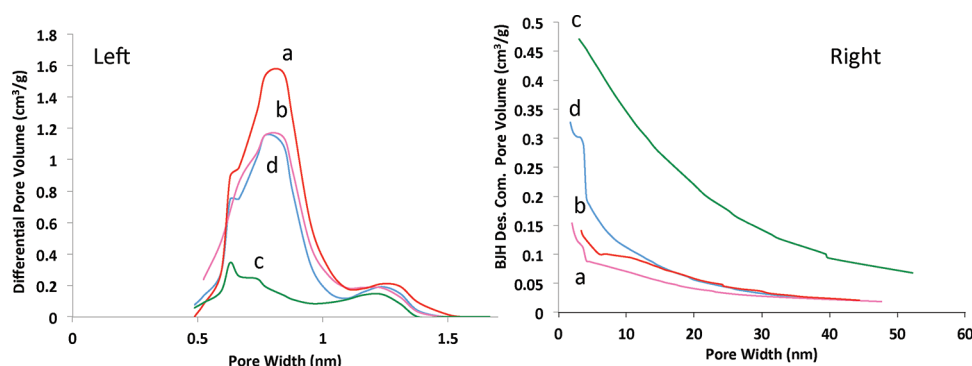 Left
a
b
d
c
Differential Pore Volume (cm³/g)
1.8
1.6
1.4
1.2
1
0.8
0.6
0.4
0.2
0
0
0.5
1
1.5
Pore Width (nm)
Right
c
d
b
a
BJH Des. Com. Pore Volume (cm³/g)
0.5
0.45
0.4
0.35
0.3
0.25
0.2
0.15
0.1
0.05
0
0
10
20
30
40
50
60
Pore Width (nm)